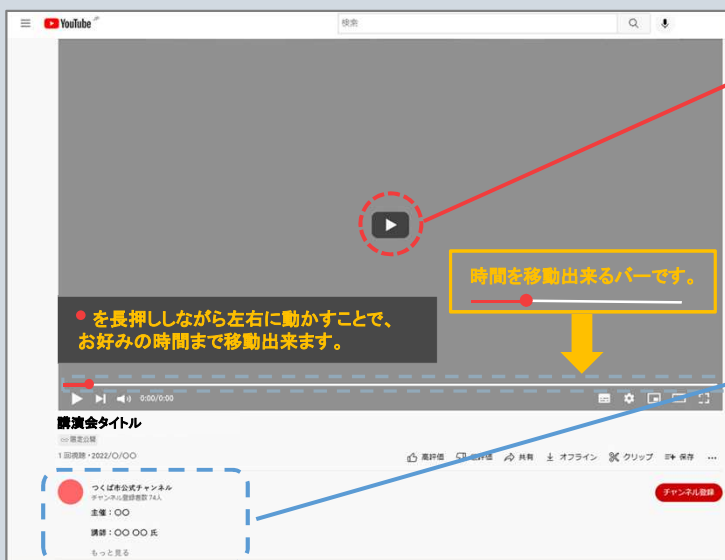 YouTube JP
検索
時間を移動出来るバーです。
● を長押ししながら左右に動かすことで、
お好みの時間まで移動出来ます。
0:00/0:00
講演会タイトル
限定公開
1 回視聴・2022/○/○○
高評価 低評価 共有 オフライン クリップ 保存 …
つくば市公式チャンネル
チャンネル登録者数 74人
チャンネル登録
主催：○○
講師：○○ ○○ 氏
もっと見る